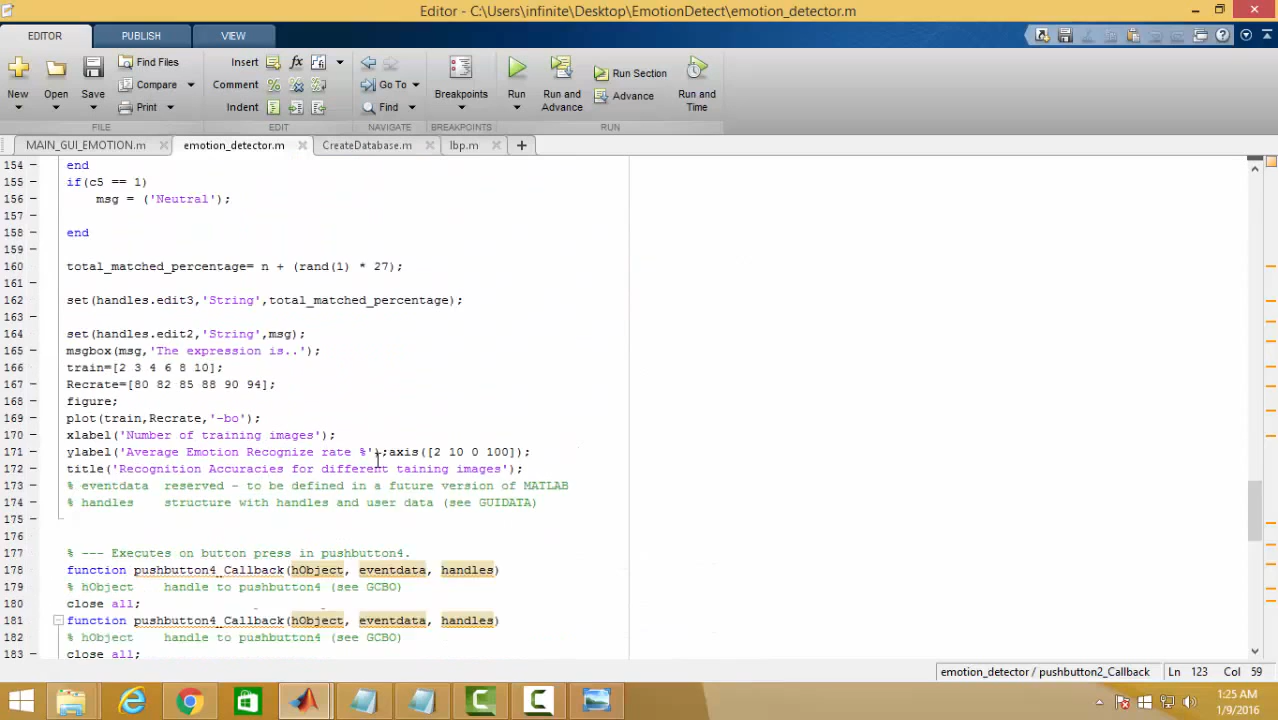 Editor - C:\Users\infinite\Desktop\EmotionDetect\emotion_detector.m
EDITOR PUBLISH VIEW
New Open Save Find Files Compare Print
Insert Comment Indent
Go To Find
Breakpoints
Run Run and Advance Run Section Advance Run and Time
FILE EDIT NAVIGATE BREAKPOINTS RUN
MAIN_GUI_EMOTION.m emotion_detector.m CreateDatabase.m lbp.m
154 end
155 if(c5 == 1)
156 msg = ('Neutral');
157
158 end
159
160 total_matched_percentage= n + (rand(1) * 27);
161
162 set(handles.edit3,'String',total_matched_percentage);
163
164 set(handles.edit2,'String',msg);
165 msgbox(msg,'The expression is..');
166 train=[2 3 4 6 8 10];
167 Recrate=[80 82 85 88 90 94];
168 figure;
169 plot(train,Recrate,'-bo');
170 xlabel('Number of training images');
171 ylabel('Average Emotion Recognize rate %');axis([2 10 0 100]);
172 title('Recognition Accuracies for different taining images');
173 % eventdata reserved - to be defined in a future version of MATLAB
174 % handles structure with handles and user data (see GUIDATA)
175
176
177 % --- Executes on button press in pushbutton4.
178 function pushbutton4_Callback(hObject, eventdata, handles)
179 % hObject handle to pushbutton4 (see GCBO)
180 close all;
181 function pushbutton4_Callback(hObject, eventdata, handles)
182 % hObject handle to pushbutton4 (see GCBO)
183 close all;
emotion_detector / pushbutton2_Callback Ln 123 Col 59
1:25 AM
1/9/2016